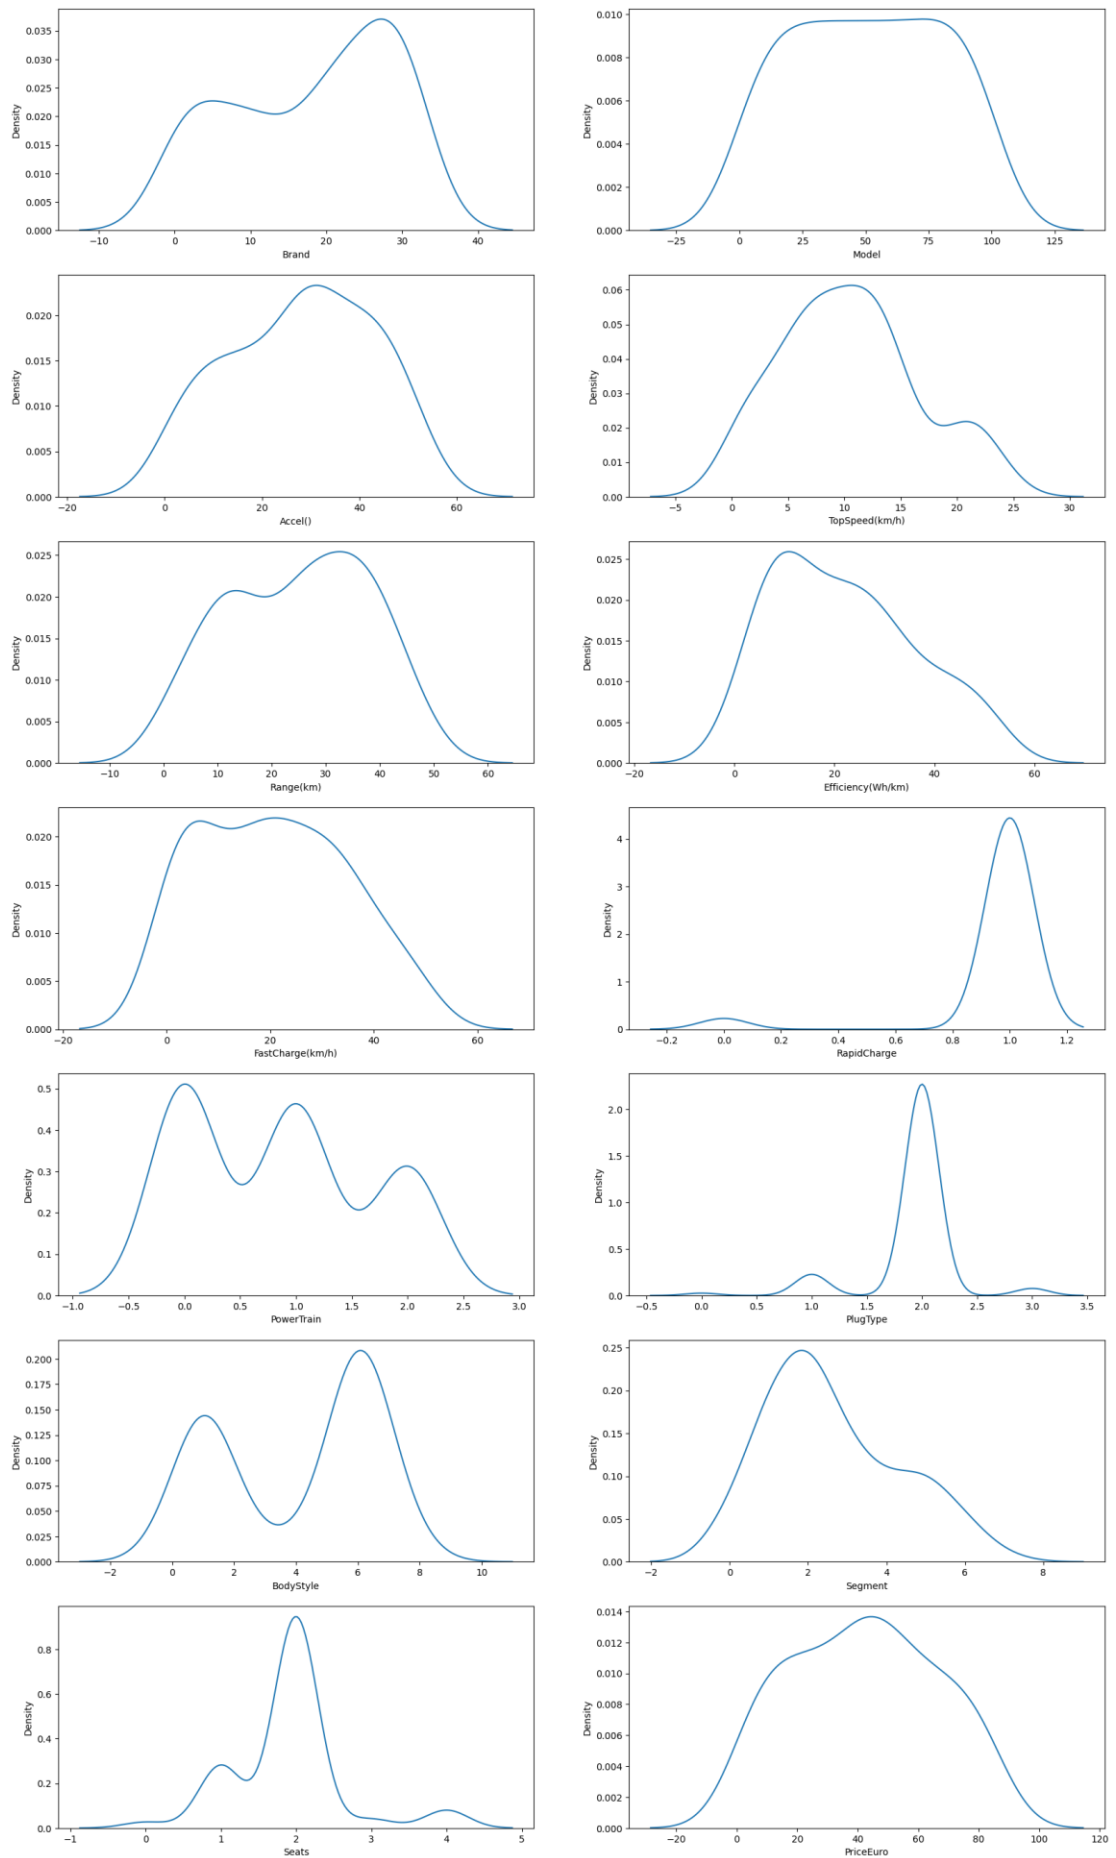 0.035
0.030
0.025
0.020
0.015
0.010
0.005
0.000
Density
−10 0 10 20 30 40
Brand
0.010
0.008
0.006
0.004
0.002
0.000
Density
−25 0 25 50 75 100 125
Model
0.020
0.015
0.010
0.005
0.000
Density
−20 0 20 40 60
Accel()
0.06
0.05
0.04
0.03
0.02
0.01
0.00
Density
−5 0 5 10 15 20 25 30
TopSpeed(km/h)
0.025
0.020
0.015
0.010
0.005
0.000
Density
−10 0 10 20 30 40 50 60
Range(km)
0.025
0.020
0.015
0.010
0.005
0.000
Density
−20 0 20 40 60
Efficiency(Wh/km)
0.020
0.015
0.010
0.005
0.000
Density
−20 0 20 40 60
FastCharge(km/h)
4
3
2
1
0
Density
−0.2 0.0 0.2 0.4 0.6 0.8 1.0 1.2
RapidCharge
0.5
0.4
0.3
0.2
0.1
0.0
Density
−1.0 −0.5 0.0 0.5 1.0 1.5 2.0 2.5 3.0
PowerTrain
2.0
1.5
1.0
0.5
0.0
Density
−0.5 0.0 0.5 1.0 1.5 2.0 2.5 3.0 3.5
PlugType
0.200
0.175
0.150
0.125
0.100
0.075
0.050
0.025
0.000
Density
−2 0 2 4 6 8 10
BodyStyle
0.25
0.20
0.15
0.10
0.05
0.00
Density
−2 0 2 4 6 8
Segment
0.8
0.6
0.4
0.2
0.0
Density
−1 0 1 2 3 4 5
Seats
0.014
0.012
0.010
0.008
0.006
0.004
0.002
0.000
Density
−20 0 20 40 60 80 100 120
PriceEuro